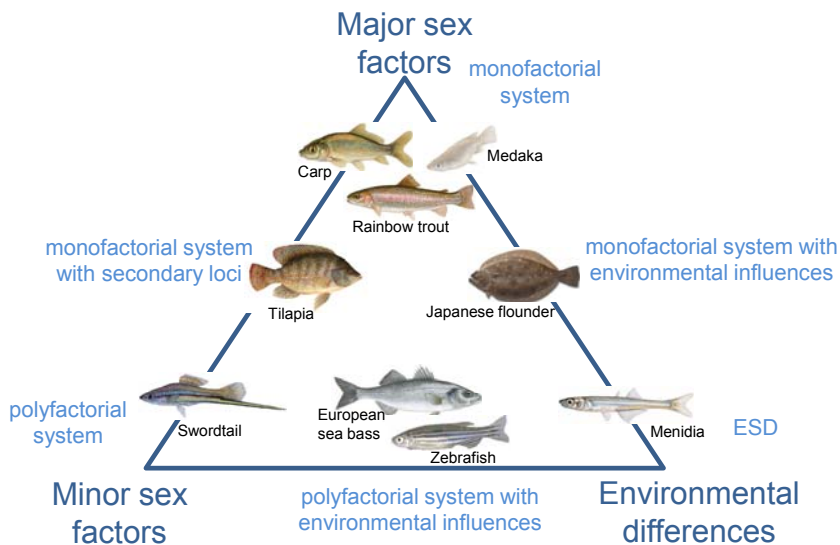 Major sex
factors
monofactorial
system
Carp
Medaka
Rainbow trout
monofactorial system
with secondary loci
monofactorial system with
environmental influences
Tilapia
Japanese flounder
polyfactorial
system
Swordtail
European
sea bass
Zebrafish
Menidia
ESD
Minor sex
factors
polyfactorial system with
environmental influences
Environmental
differences